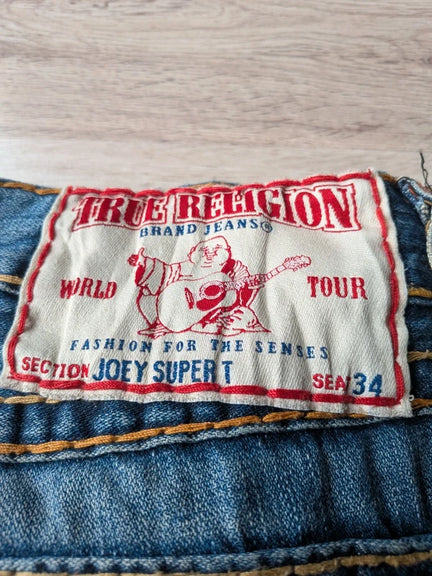 TRUE RELIGION
BRAND JEANS®
WORLD TOUR
FASHION FOR THE SENSES
SECTION JOEY SUPER T SEAT 34